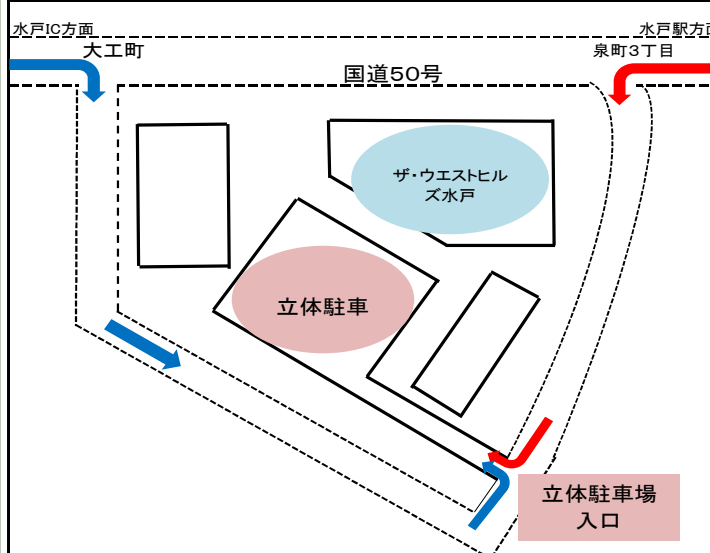 水戸IC方面
水戸駅方面
大工町
泉町3丁目
国道50号
ザ・ウエストヒル
ズ水戸
立体駐車
立体駐車場
入口